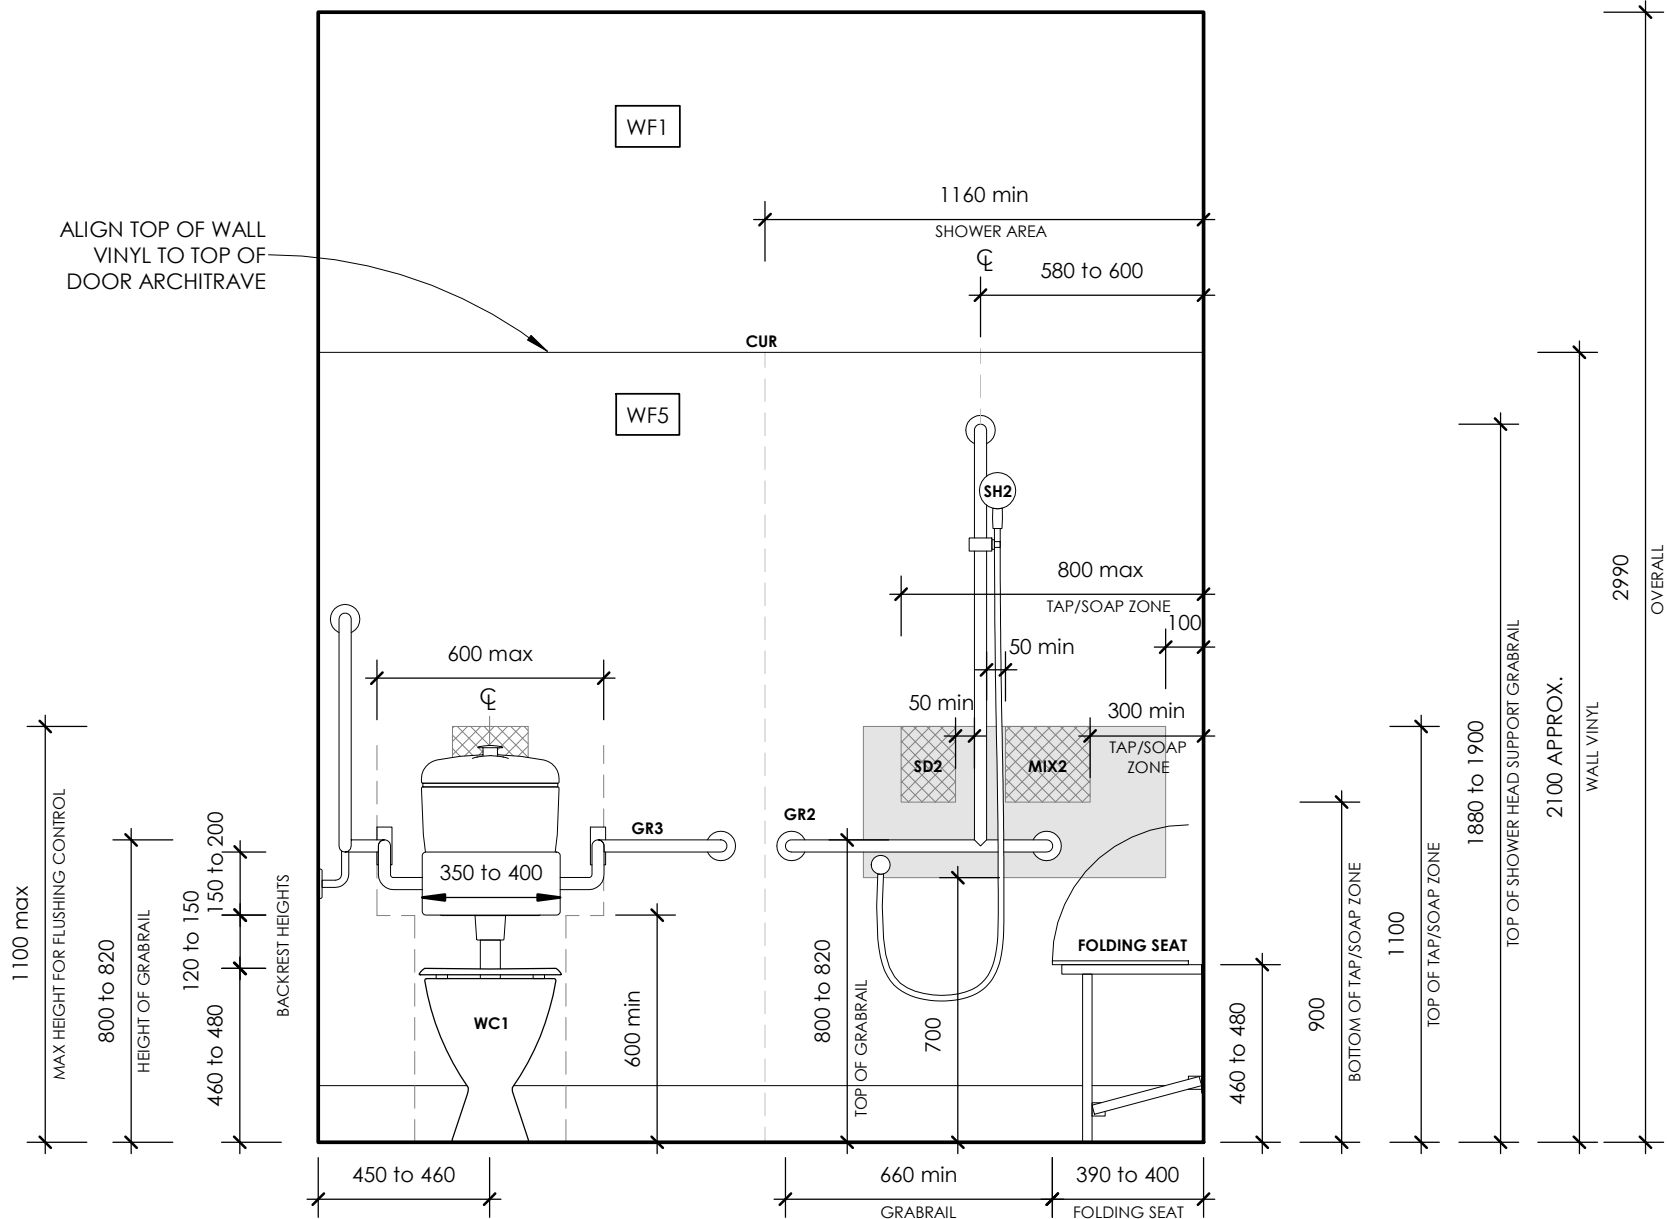 WF1
1160 min
SHOWER AREA
ALIGN TOP OF WALL
VINYL TO TOP OF
DOOR ARCHITRAVE
℄
580 to 600
CUR
WF5
SH2
800 max
TAP/SOAP ZONE
100
600 max
℄
50 min
50 min
300 min
TAP/SOAP
ZONE
SD2
MIX2
GR3
GR2
350 to 400
FOLDING SEAT
WC1
1100 max
MAX HEIGHT FOR FLUSHING CONTROL
800 to 820
HEIGHT OF GRABRAIL
150 to 200
120 to 150
460 to 480
BACKREST HEIGHTS
600 min
800 to 820
TOP OF GRABRAIL
700
460 to 480
900
BOTTOM OF TAP/SOAP ZONE
1100
TOP OF TAP/SOAP ZONE
1880 to 1900
TOP OF SHOWER HEAD SUPPORT GRABRAIL
2100 APPROX.
WALL VINYL
2990
OVERALL
450 to 460
660 min
GRABRAIL
390 to 400
FOLDING SEAT